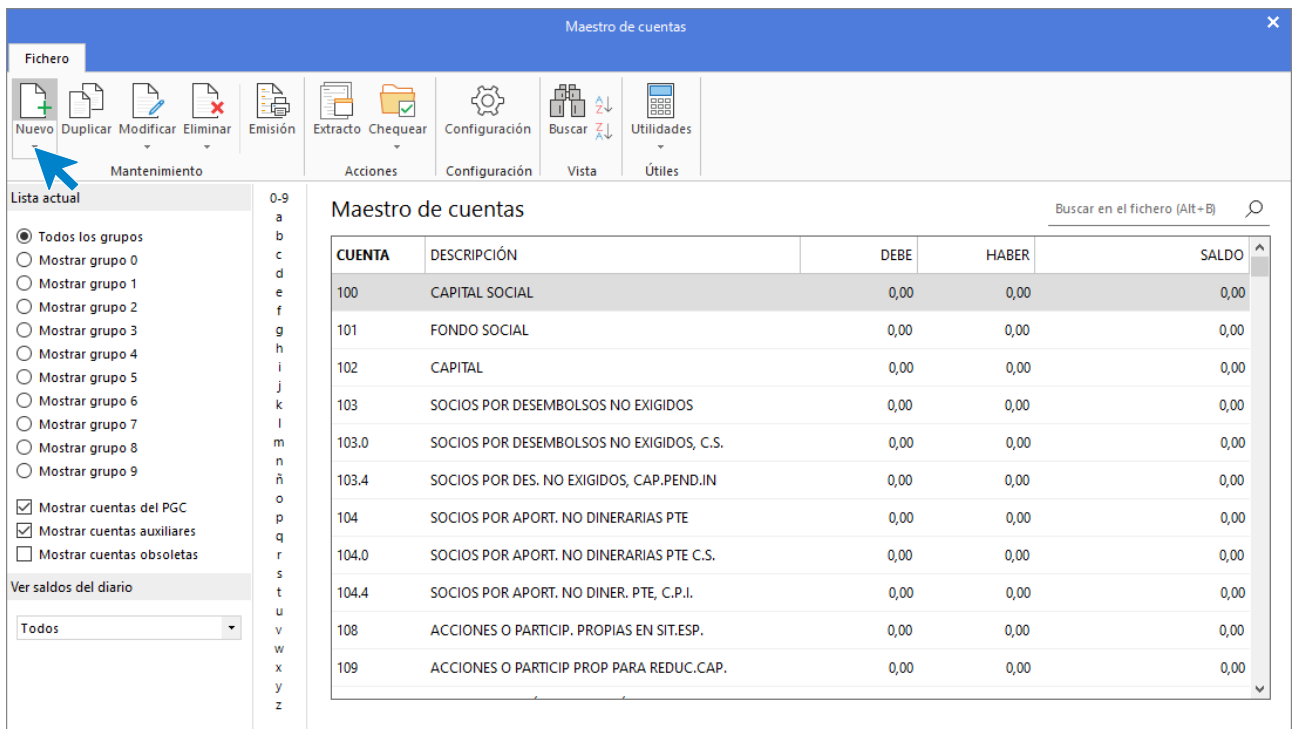 Maestro de cuentas
Fichero
Nuevo Duplicar Modificar Eliminar Emisión Extracto Chequear Configuración Buscar Utilidades
Mantenimiento Acciones Configuración Vista Útiles
Lista actual
Todos los grupos
Mostrar grupo 0
Mostrar grupo 1
Mostrar grupo 2
Mostrar grupo 3
Mostrar grupo 4
Mostrar grupo 5
Mostrar grupo 6
Mostrar grupo 7
Mostrar grupo 8
Mostrar grupo 9
Mostrar cuentas del PGC
Mostrar cuentas auxiliares
Mostrar cuentas obsoletas
Ver saldos del diario
Todos
0-9
a
b
c
d
e
f
g
h
i
j
k
l
m
n
ñ
o
p
q
r
s
t
u
v
w
x
y
z
Maestro de cuentas
Buscar en el fichero (Alt+B)
CUENTA DESCRIPCIÓN DEBE HABER SALDO
100 CAPITAL SOCIAL 0,00 0,00 0,00
101 FONDO SOCIAL 0,00 0,00 0,00
102 CAPITAL 0,00 0,00 0,00
103 SOCIOS POR DESEMBOLSOS NO EXIGIDOS 0,00 0,00 0,00
103.0 SOCIOS POR DESEMBOLSOS NO EXIGIDOS, C.S. 0,00 0,00 0,00
103.4 SOCIOS POR DES. NO EXIGIDOS, CAP.PEND.IN 0,00 0,00 0,00
104 SOCIOS POR APORT. NO DINERARIAS PTE 0,00 0,00 0,00
104.0 SOCIOS POR APORT. NO DINERARIAS PTE C.S. 0,00 0,00 0,00
104.4 SOCIOS POR APORT. NO DINER. PTE, C.P.I. 0,00 0,00 0,00
108 ACCIONES O PARTICIP. PROPIAS EN SIT.ESP. 0,00 0,00 0,00
109 ACCIONES O PARTICIP PROP PARA REDUC.CAP. 0,00 0,00 0,00